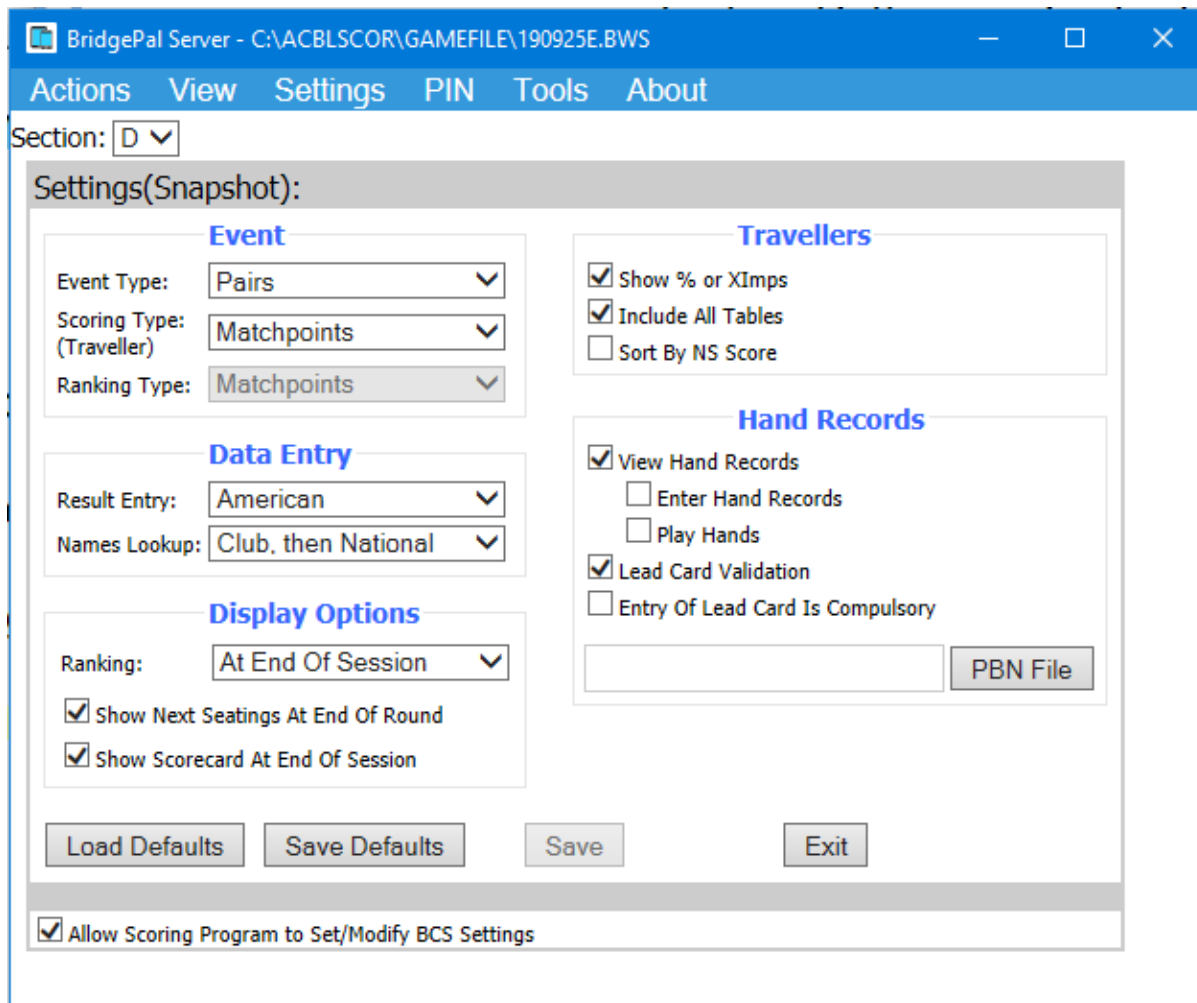 BridgePal Server - C:\ACBLSCOR\GAMEFILE\190925E.BWS
Actions View Settings PIN Tools About
Section: D
Settings(Snapshot):
Event
Event Type: Pairs
Scoring Type: (Traveller) Matchpoints
Ranking Type: Matchpoints
Data Entry
Result Entry: American
Names Lookup: Club, then National
Display Options
Ranking: At End Of Session
Show Next Seatings At End Of Round
Show Scorecard At End Of Session
Travellers
Show % or XImps
Include All Tables
Sort By NS Score
Hand Records
View Hand Records
Enter Hand Records
Play Hands
Lead Card Validation
Entry Of Lead Card Is Compulsory
PBN File
Load Defaults Save Defaults Save Exit
Allow Scoring Program to Set/Modify BCS Settings